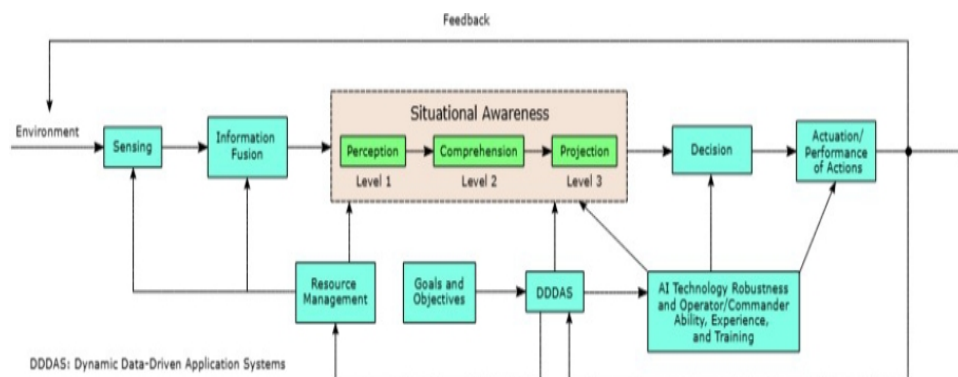 Feedback
Environment
Sensing
Information
Fusion
Situational Awareness
Perception
Comprehension
Projection
Level 1
Level 2
Level 3
Decision
Actuation/
Performance
of Actions
Resource
Management
Goals and
Objectives
DDDAS
AI Technology Robustness
and Operator/Commander
Ability, Experience,
and Training
DDDAS: Dynamic Data-Driven Application Systems